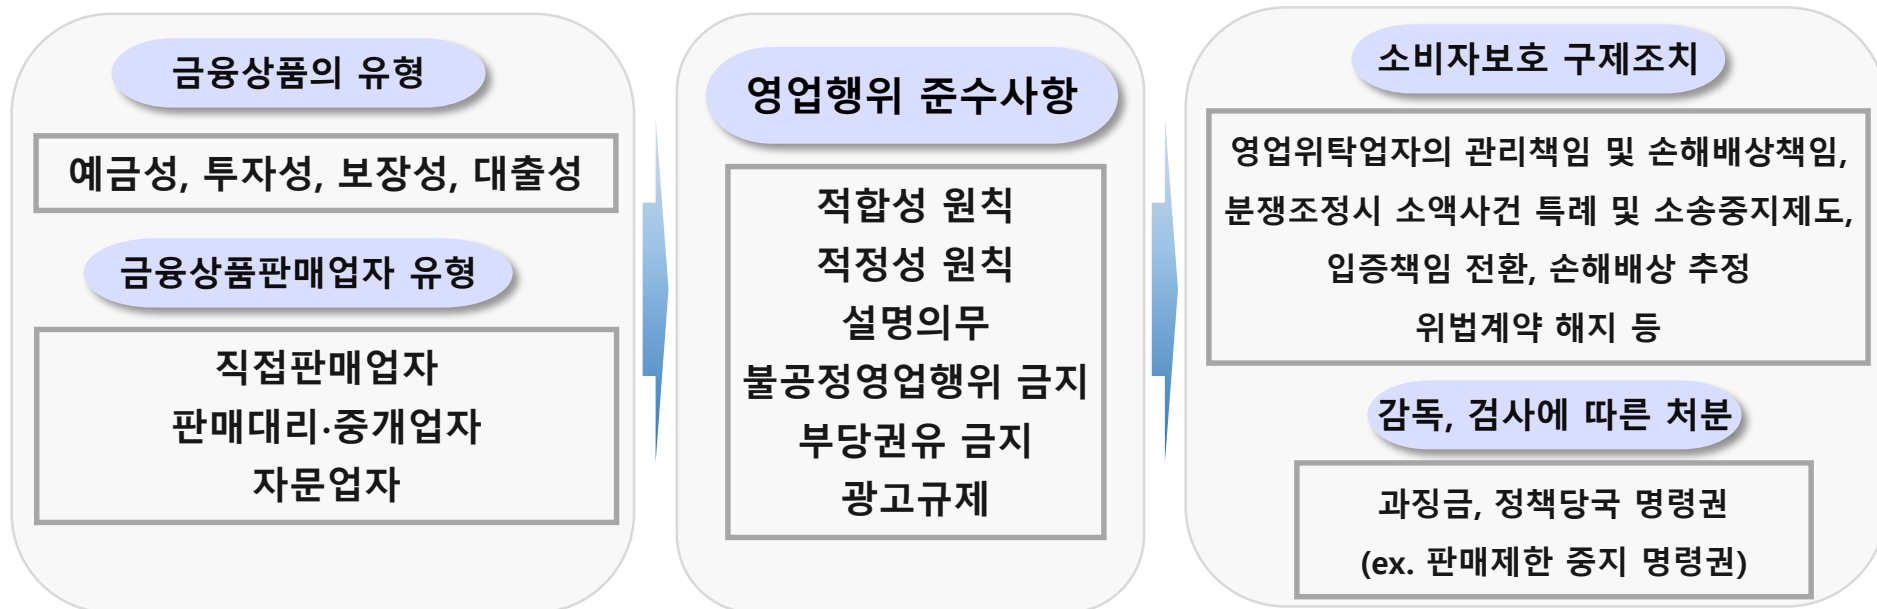 금융상품의 유형
예금성, 투자성, 보장성, 대출성
금융상품판매업자 유형
직접판매업자
판매대리·중개업자
자문업자
영업행위 준수사항
적합성 원칙
적정성 원칙
설명의무
불공정영업행위 금지
부당권유 금지
광고규제
소비자보호 구제조치
영업위탁업자의 관리책임 및 손해배상책임,
분쟁조정시 소액사건 특례 및 소송중지제도,
입증책임 전환, 손해배상 추정
위법계약 해지 등
감독, 검사에 따른 처분
과징금, 정책당국 명령권
(ex. 판매제한 중지 명령권)